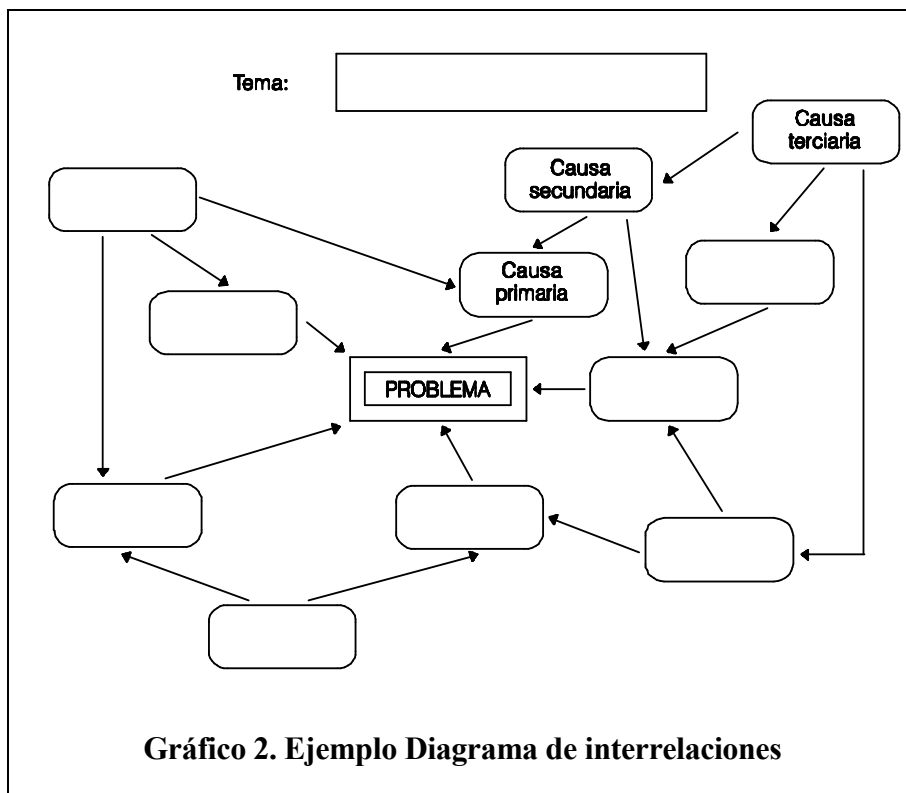 Tema:
Causa
terciaria
Causa
secundaria
Causa
primaria
PROBLEMA
Gráfico 2. Ejemplo Diagrama de interrelaciones